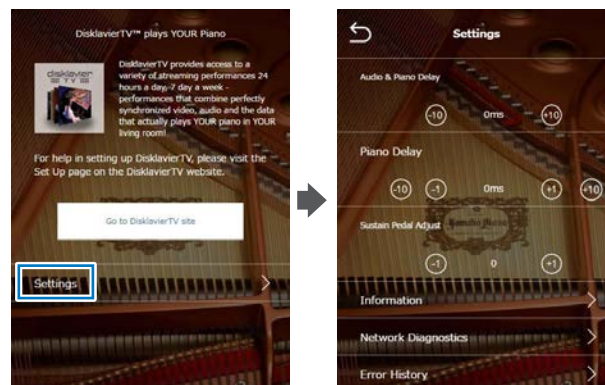 DisklavierTV™ plays YOUR Piano
disklavier
TV
DisklavierTV provides access to a
variety of streaming performances 24
hours a day, 7 day a week -
performances that combine perfectly
synchronized video, audio and the data
that actually plays YOUR piano in YOUR
living room!
For help in setting up DisklavierTV, please visit the
Set Up page on the DisklavierTV website.
Go to DisklavierTV site
Settings
Settings
Audio & Piano Delay
-10 0ms +10
Piano Delay
-10 -1 0ms +1 +10
Sustain Pedal Adjust
-1 0 +1
Information
Network Diagnostics
Error History